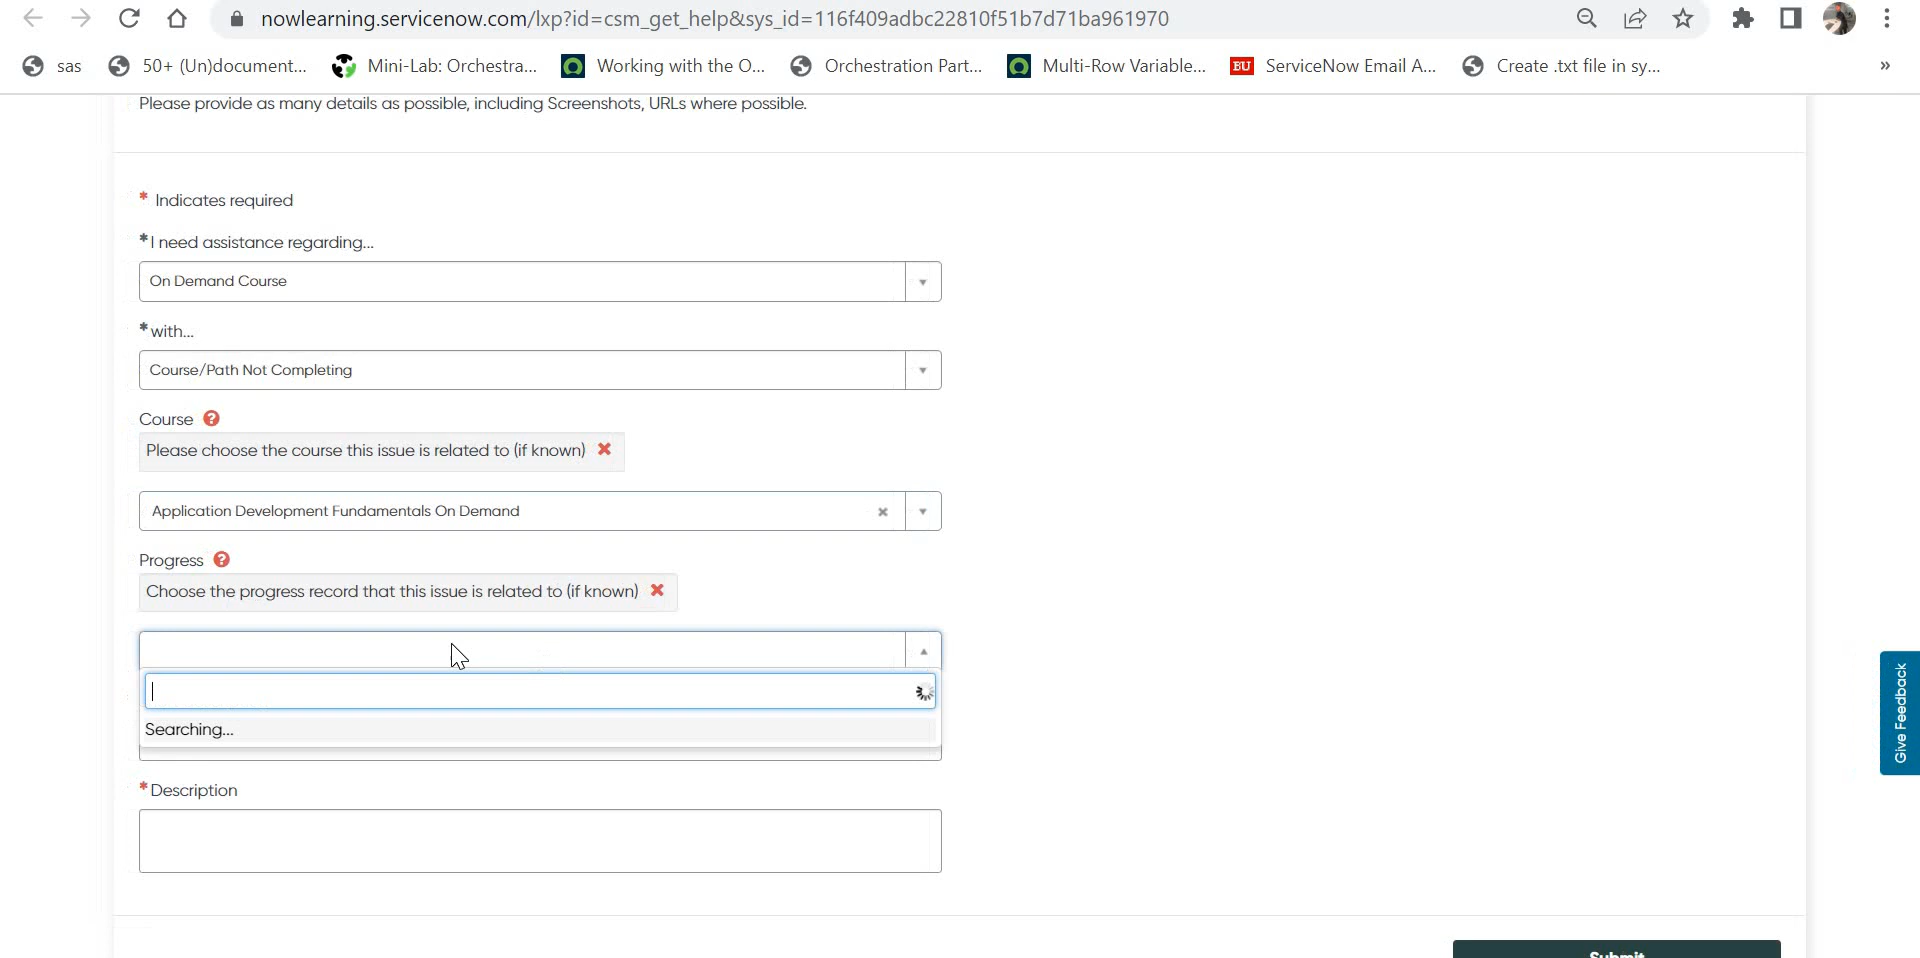 nowlearning.servicenow.com/lxp?id=csm_get_help&sys_id=116f409adbc22810f51b7d71ba961970
sas 50+ (Un)document... Mini-Lab: Orchestra... Working with the O... Orchestration Part... Multi-Row Variable... BU ServiceNow Email A... Create .txt file in sy... »
Please provide as many details as possible, including Screenshots, URLs where possible.
* Indicates required
*I need assistance regarding...
On Demand Course
*with...
Course/Path Not Completing
Course ?
Please choose the course this issue is related to (if known)
Application Development Fundamentals On Demand
Progress ?
Choose the progress record that this issue is related to (if known)
Searching...
*Description
Give Feedback
Submit